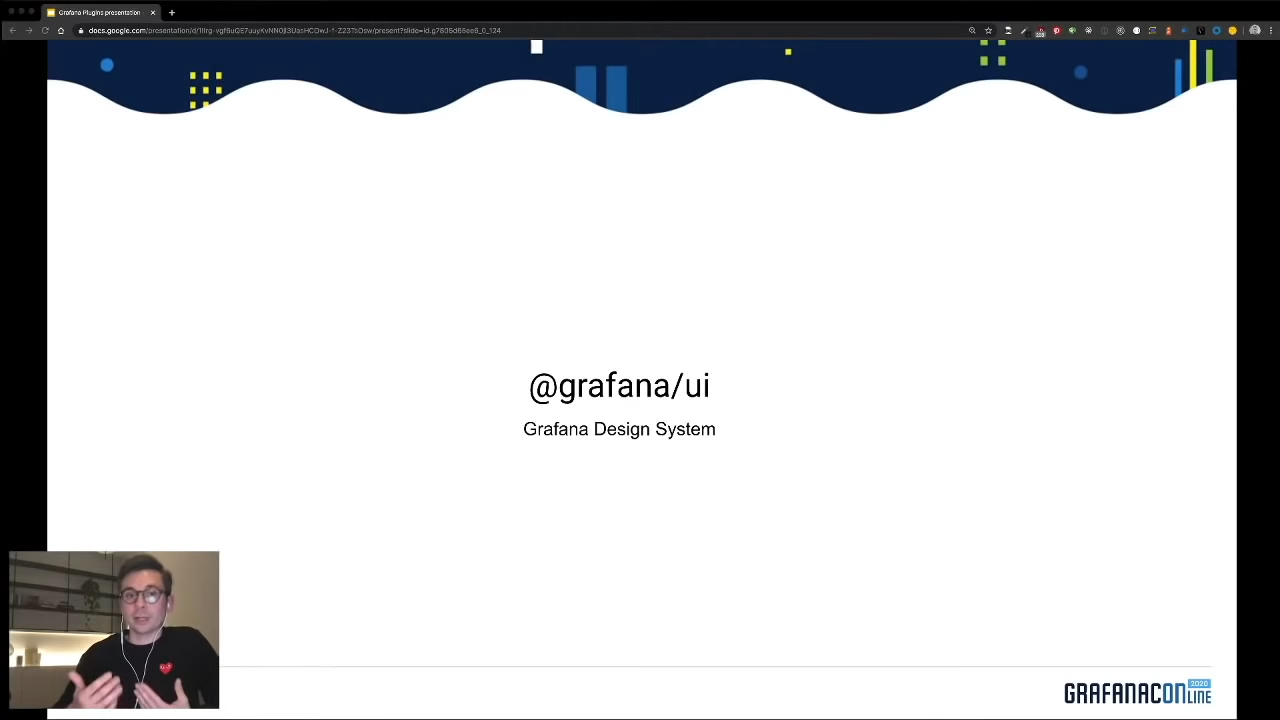 Grafana Plugins presentation
@grafana/ui
Grafana Design System
GRAFANACONLINE
2020